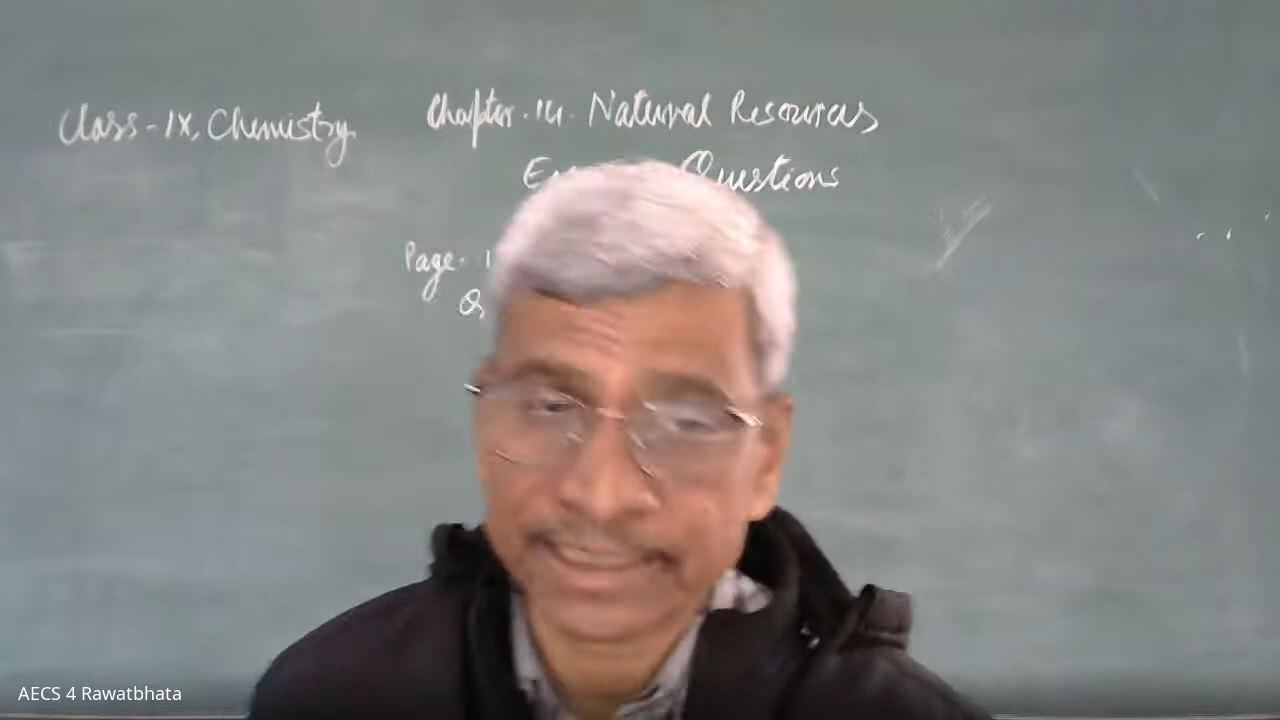 Class-IX, Chemistry
Chapter-14. Natural Resources
Questions
Page.
AECS 4 Rawatbhata